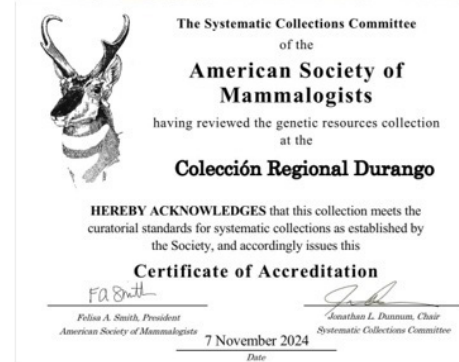 The Systematic Collections Committee
of the
American Society of
Mammalogists
having reviewed the genetic resources collection
at the
Colección Regional Durango
HEREBY ACKNOWLEDGES that this collection meets the
curatorial standards for systematic collections as established by
the Society, and accordingly issues this
Certificate of Accreditation
FA Smith
Felisa A. Smith, President
American Society of Mammalogists
Jonathan L. Dunnum, Chair
Systematic Collections Committee
7 November 2024
Date